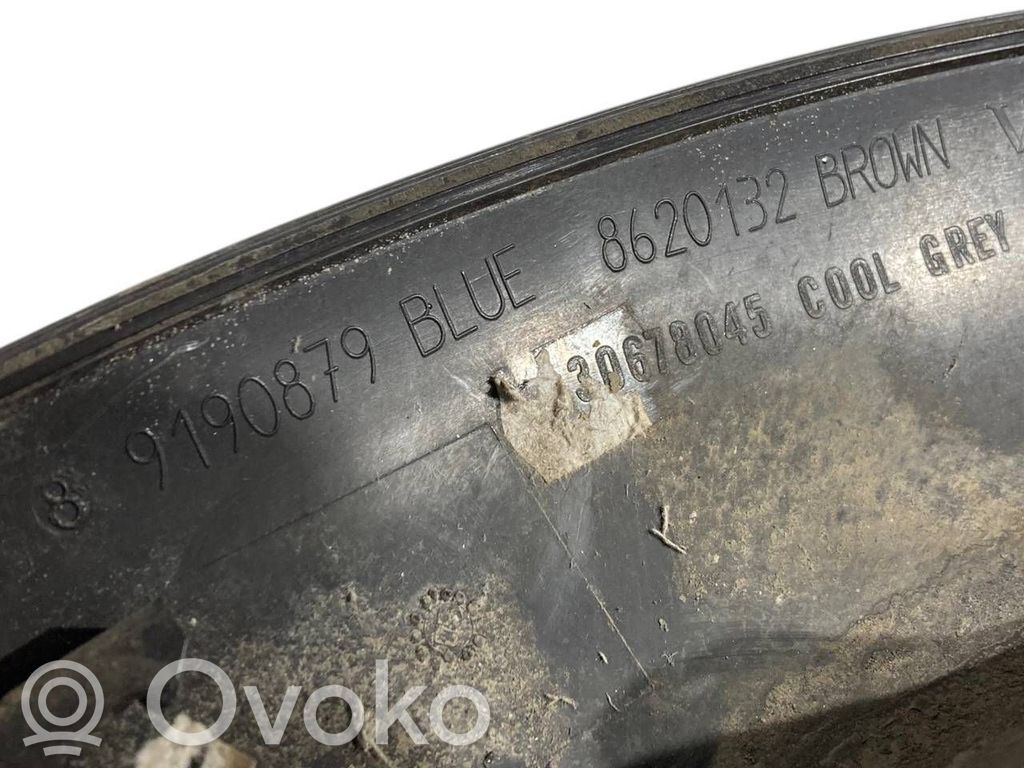 8 9190879 BLUE 8620132 BROWN V
30678045 COOL GREY
Ovoko